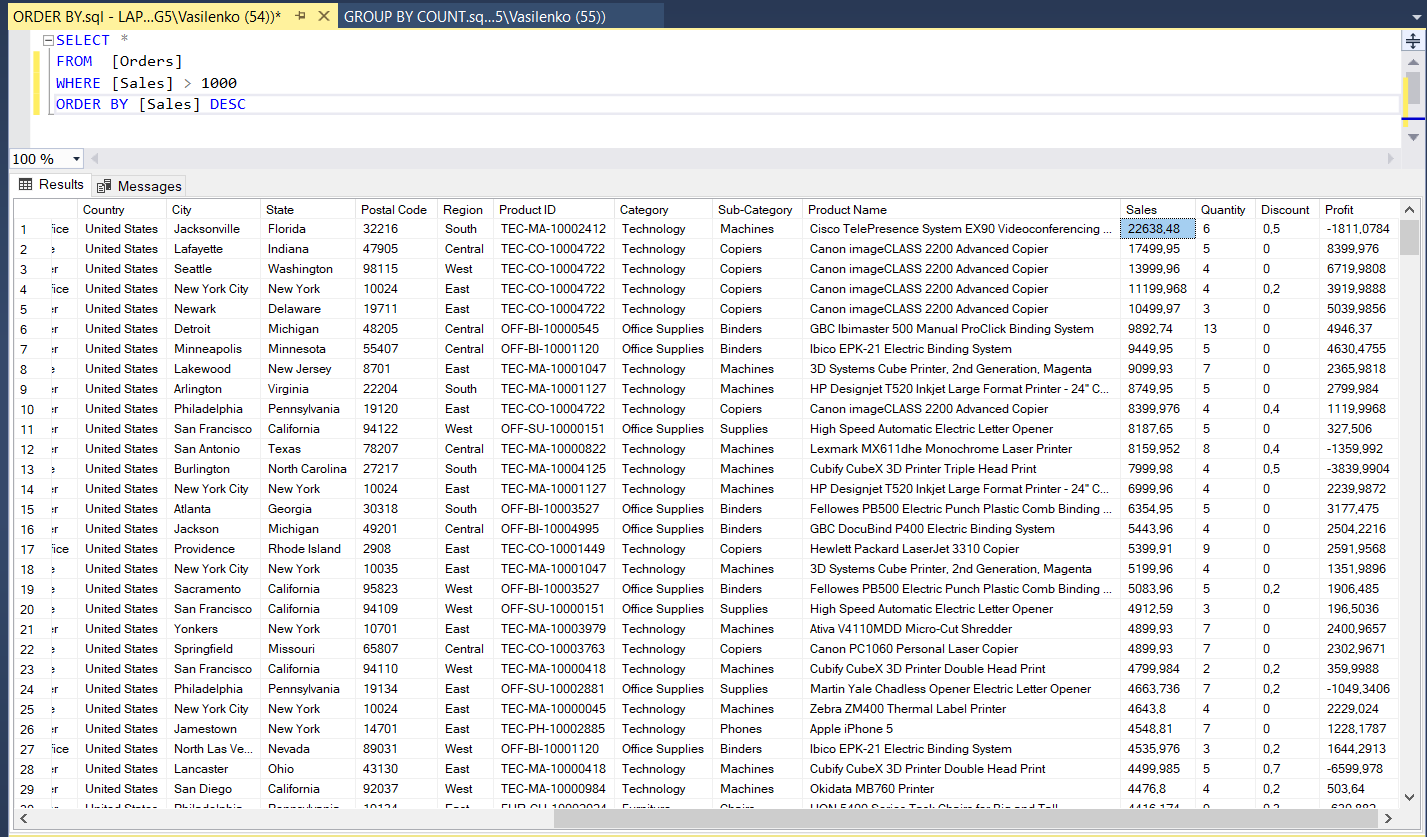 ORDER BY.sql - LAP...G5\Vasilenko (54))* GROUP BY COUNT.sq...5\Vasilenko (55))
SELECT *
FROM [Orders]
WHERE [Sales] > 1000
ORDER BY [Sales] DESC
100 %
Results Messages
Country City State Postal Code Region Product ID Category Sub-Category Product Name Sales Quantity Discount Profit
1 fice United States Jacksonville Florida 32216 South TEC-MA-10002412 Technology Machines Cisco TelePresence System EX90 Videoconferencing ... 22638,48 6 0,5 -1811,0784
2 e United States Lafayette Indiana 47905 Central TEC-CO-10004722 Technology Copiers Canon imageCLASS 2200 Advanced Copier 17499,95 5 0 8399,976
3 er United States Seattle Washington 98115 West TEC-CO-10004722 Technology Copiers Canon imageCLASS 2200 Advanced Copier 13999,96 4 0 6719,9808
4 fice United States New York City New York 10024 East TEC-CO-10004722 Technology Copiers Canon imageCLASS 2200 Advanced Copier 11199,968 4 0,2 3919,9888
5 er United States Newark Delaware 19711 East TEC-CO-10004722 Technology Copiers Canon imageCLASS 2200 Advanced Copier 10499,97 3 0 5039,9856
6 er United States Detroit Michigan 48205 Central OFF-BI-10000545 Office Supplies Binders GBC Ibimaster 500 Manual ProClick Binding System 9892,74 13 0 4946,37
7 e United States Minneapolis Minnesota 55407 Central OFF-BI-10001120 Office Supplies Binders Ibico EPK-21 Electric Binding System 9449,95 5 0 4630,4755
8 e United States Lakewood New Jersey 8701 East TEC-MA-10001047 Technology Machines 3D Systems Cube Printer, 2nd Generation, Magenta 9099,93 7 0 2365,9818
9 er United States Arlington Virginia 22204 South TEC-MA-10001127 Technology Machines HP Designjet T520 Inkjet Large Format Printer - 24" C... 8749,95 5 0 2799,984
10 er United States Philadelphia Pennsylvania 19120 East TEC-CO-10004722 Technology Copiers Canon imageCLASS 2200 Advanced Copier 8399,976 4 0,4 1119,9968
11 er United States San Francisco California 94122 West OFF-SU-10000151 Office Supplies Supplies High Speed Automatic Electric Letter Opener 8187,65 5 0 327,506
12 er United States San Antonio Texas 78207 Central TEC-MA-10000822 Technology Machines Lexmark MX611dhe Monochrome Laser Printer 8159,952 8 0,4 -1359,992
13 e United States Burlington North Carolina 27217 South TEC-MA-10004125 Technology Machines Cubify CubeX 3D Printer Triple Head Print 7999,98 4 0,5 -3839,9904
14 er United States New York City New York 10024 East TEC-MA-10001127 Technology Machines HP Designjet T520 Inkjet Large Format Printer - 24" C... 6999,96 4 0 2239,9872
15 er United States Atlanta Georgia 30318 South OFF-BI-10003527 Office Supplies Binders Fellowes PB500 Electric Punch Plastic Comb Binding ... 6354,95 5 0 3177,475
16 e United States Jackson Michigan 49201 Central OFF-BI-10004995 Office Supplies Binders GBC DocuBind P400 Electric Binding System 5443,96 4 0 2504,2216
17 fice United States Providence Rhode Island 2908 East TEC-CO-10001449 Technology Copiers Hewlett Packard LaserJet 3310 Copier 5399,91 9 0 2591,9568
18 er United States New York City New York 10035 East TEC-MA-10001047 Technology Machines 3D Systems Cube Printer, 2nd Generation, Magenta 5199,96 4 0 1351,9896
19 e United States Sacramento California 95823 West OFF-BI-10003527 Office Supplies Binders Fellowes PB500 Electric Punch Plastic Comb Binding ... 5083,96 5 0,2 1906,485
20 e United States San Francisco California 94109 West OFF-SU-10000151 Office Supplies Supplies High Speed Automatic Electric Letter Opener 4912,59 3 0 196,5036
21 er United States Yonkers New York 10701 East TEC-MA-10003979 Technology Machines Ativa V4110MDD Micro-Cut Shredder 4899,93 7 0 2400,9657
22 e United States Springfield Missouri 65807 Central TEC-CO-10003763 Technology Copiers Canon PC1060 Personal Laser Copier 4899,93 7 0 2302,9671
23 er United States San Francisco California 94110 West TEC-MA-10000418 Technology Machines Cubify CubeX 3D Printer Double Head Print 4799,984 2 0,2 359,9988
24 er United States Philadelphia Pennsylvania 19134 East OFF-SU-10002881 Office Supplies Supplies Martin Yale Chadless Opener Electric Letter Opener 4663,736 7 0,2 -1049,3406
25 e United States New York City New York 10024 East TEC-MA-10000045 Technology Machines Zebra ZM400 Thermal Label Printer 4643,8 4 0 2229,024
26 er United States Jamestown New York 14701 East TEC-PH-10002885 Technology Phones Apple iPhone 5 4548,81 7 0 1228,1787
27 fice United States North Las Ve... Nevada 89031 West OFF-BI-10001120 Office Supplies Binders Ibico EPK-21 Electric Binding System 4535,976 3 0,2 1644,2913
28 er United States Lancaster Ohio 43130 East TEC-MA-10000418 Technology Machines Cubify CubeX 3D Printer Double Head Print 4499,985 5 0,7 -6599,978
29 er United States San Diego California 92037 West TEC-MA-10000984 Technology Machines Okidata MB760 Printer 4476,8 4 0,2 503,64